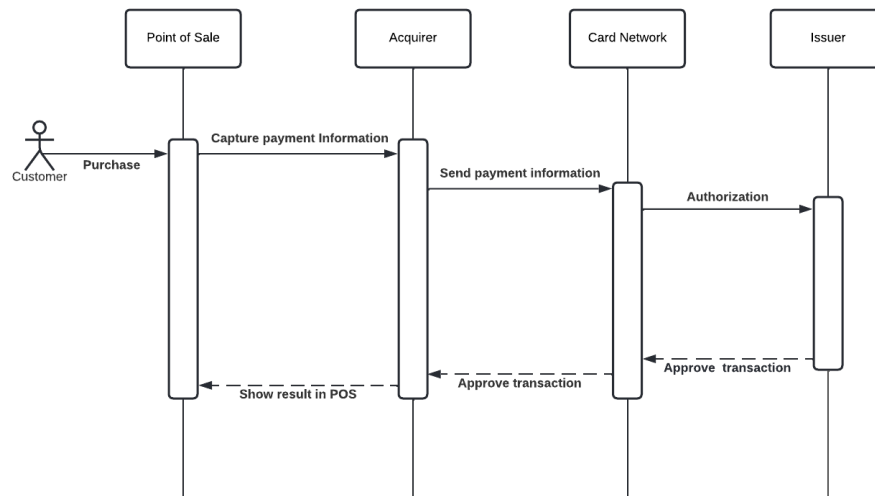 Point of Sale
Acquirer
Card Network
Issuer
Capture payment Information
Purchase
Customer
Send payment information
Authorization
Approve transaction
Approve transaction
Show result in POS